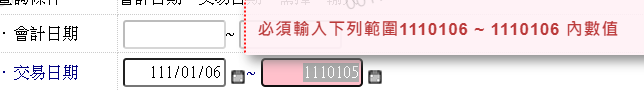 · 會計日期 ~
必須輸入下列範圍1110106 ~ 1110106 內數值
· 交易日期 111/01/06 ~ 1110105